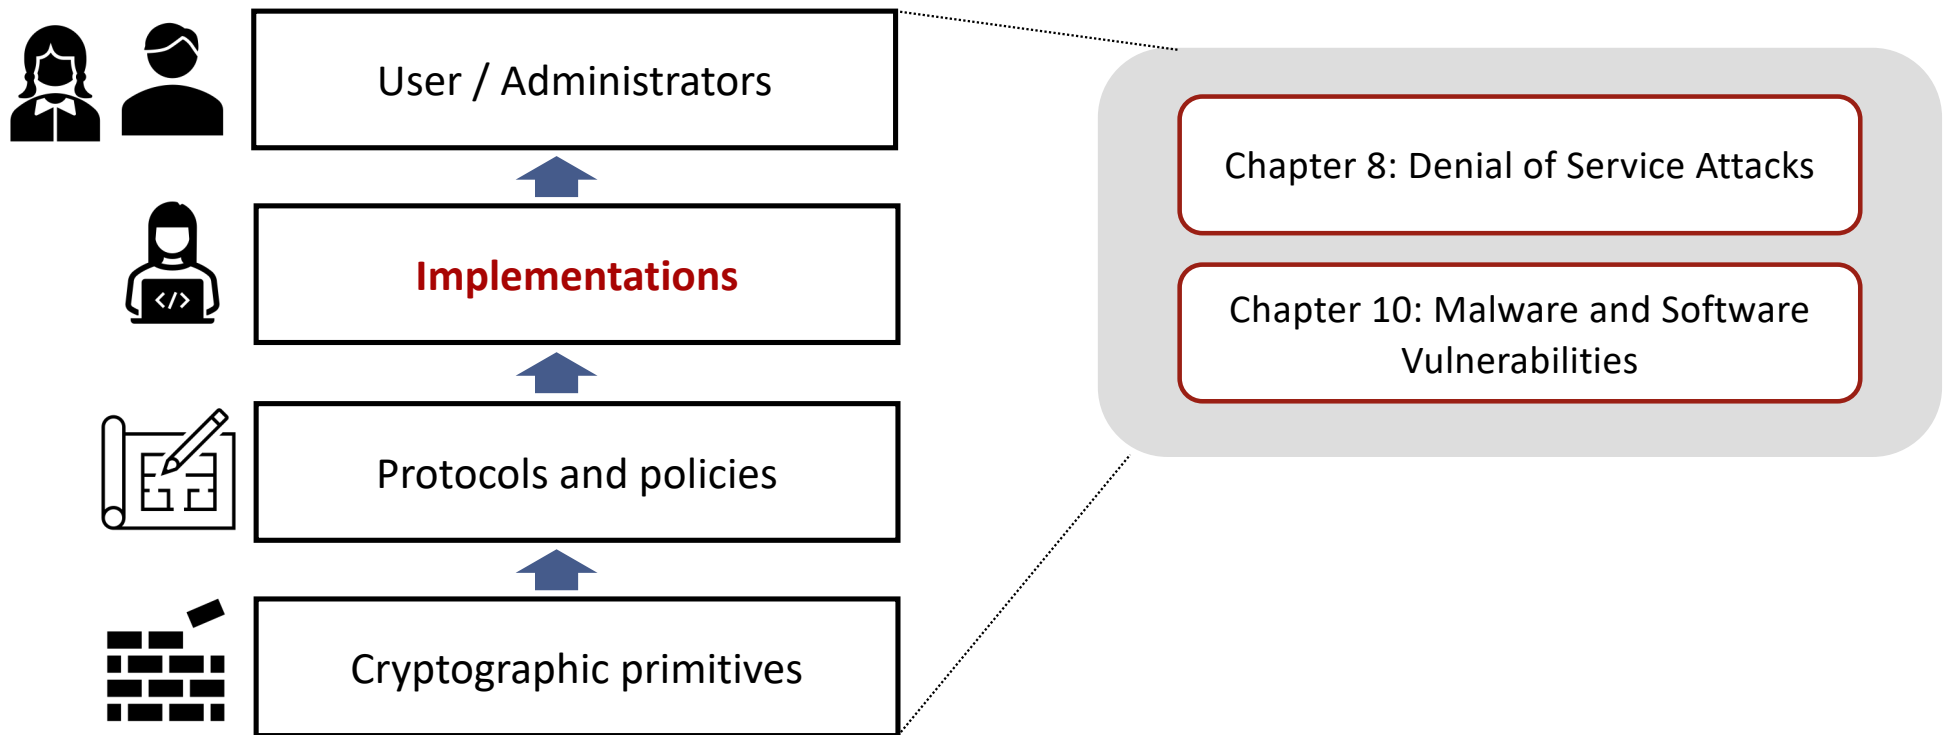 User / Administrators
Implementations
</>
Protocols and policies
Cryptographic primitives
Chapter 8: Denial of Service Attacks
Chapter 10: Malware and Software
Vulnerabilities